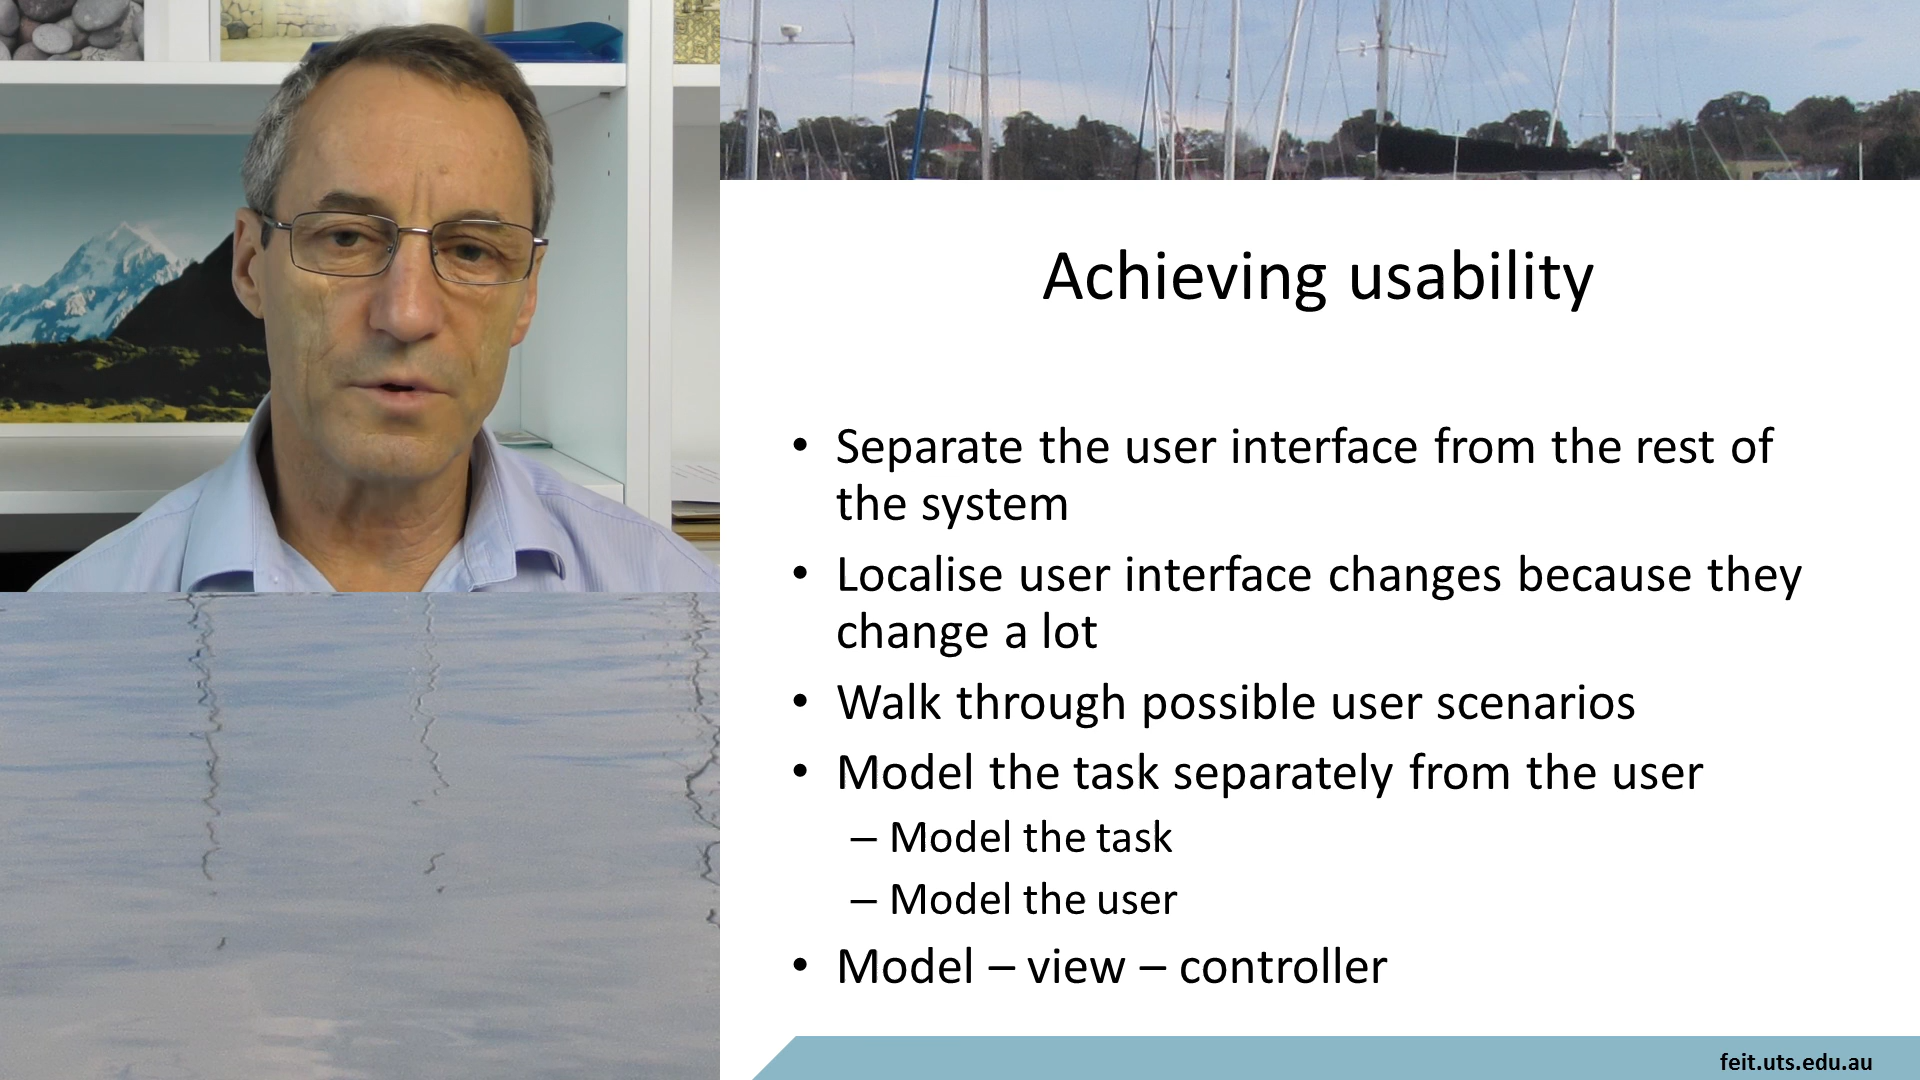 Achieving usability
• Separate the user interface from the rest of
the system
• Localise user interface changes because they
change a lot
• Walk through possible user scenarios
• Model the task separately from the user
– Model the task
– Model the user
• Model – view – controller
feit.uts.edu.au